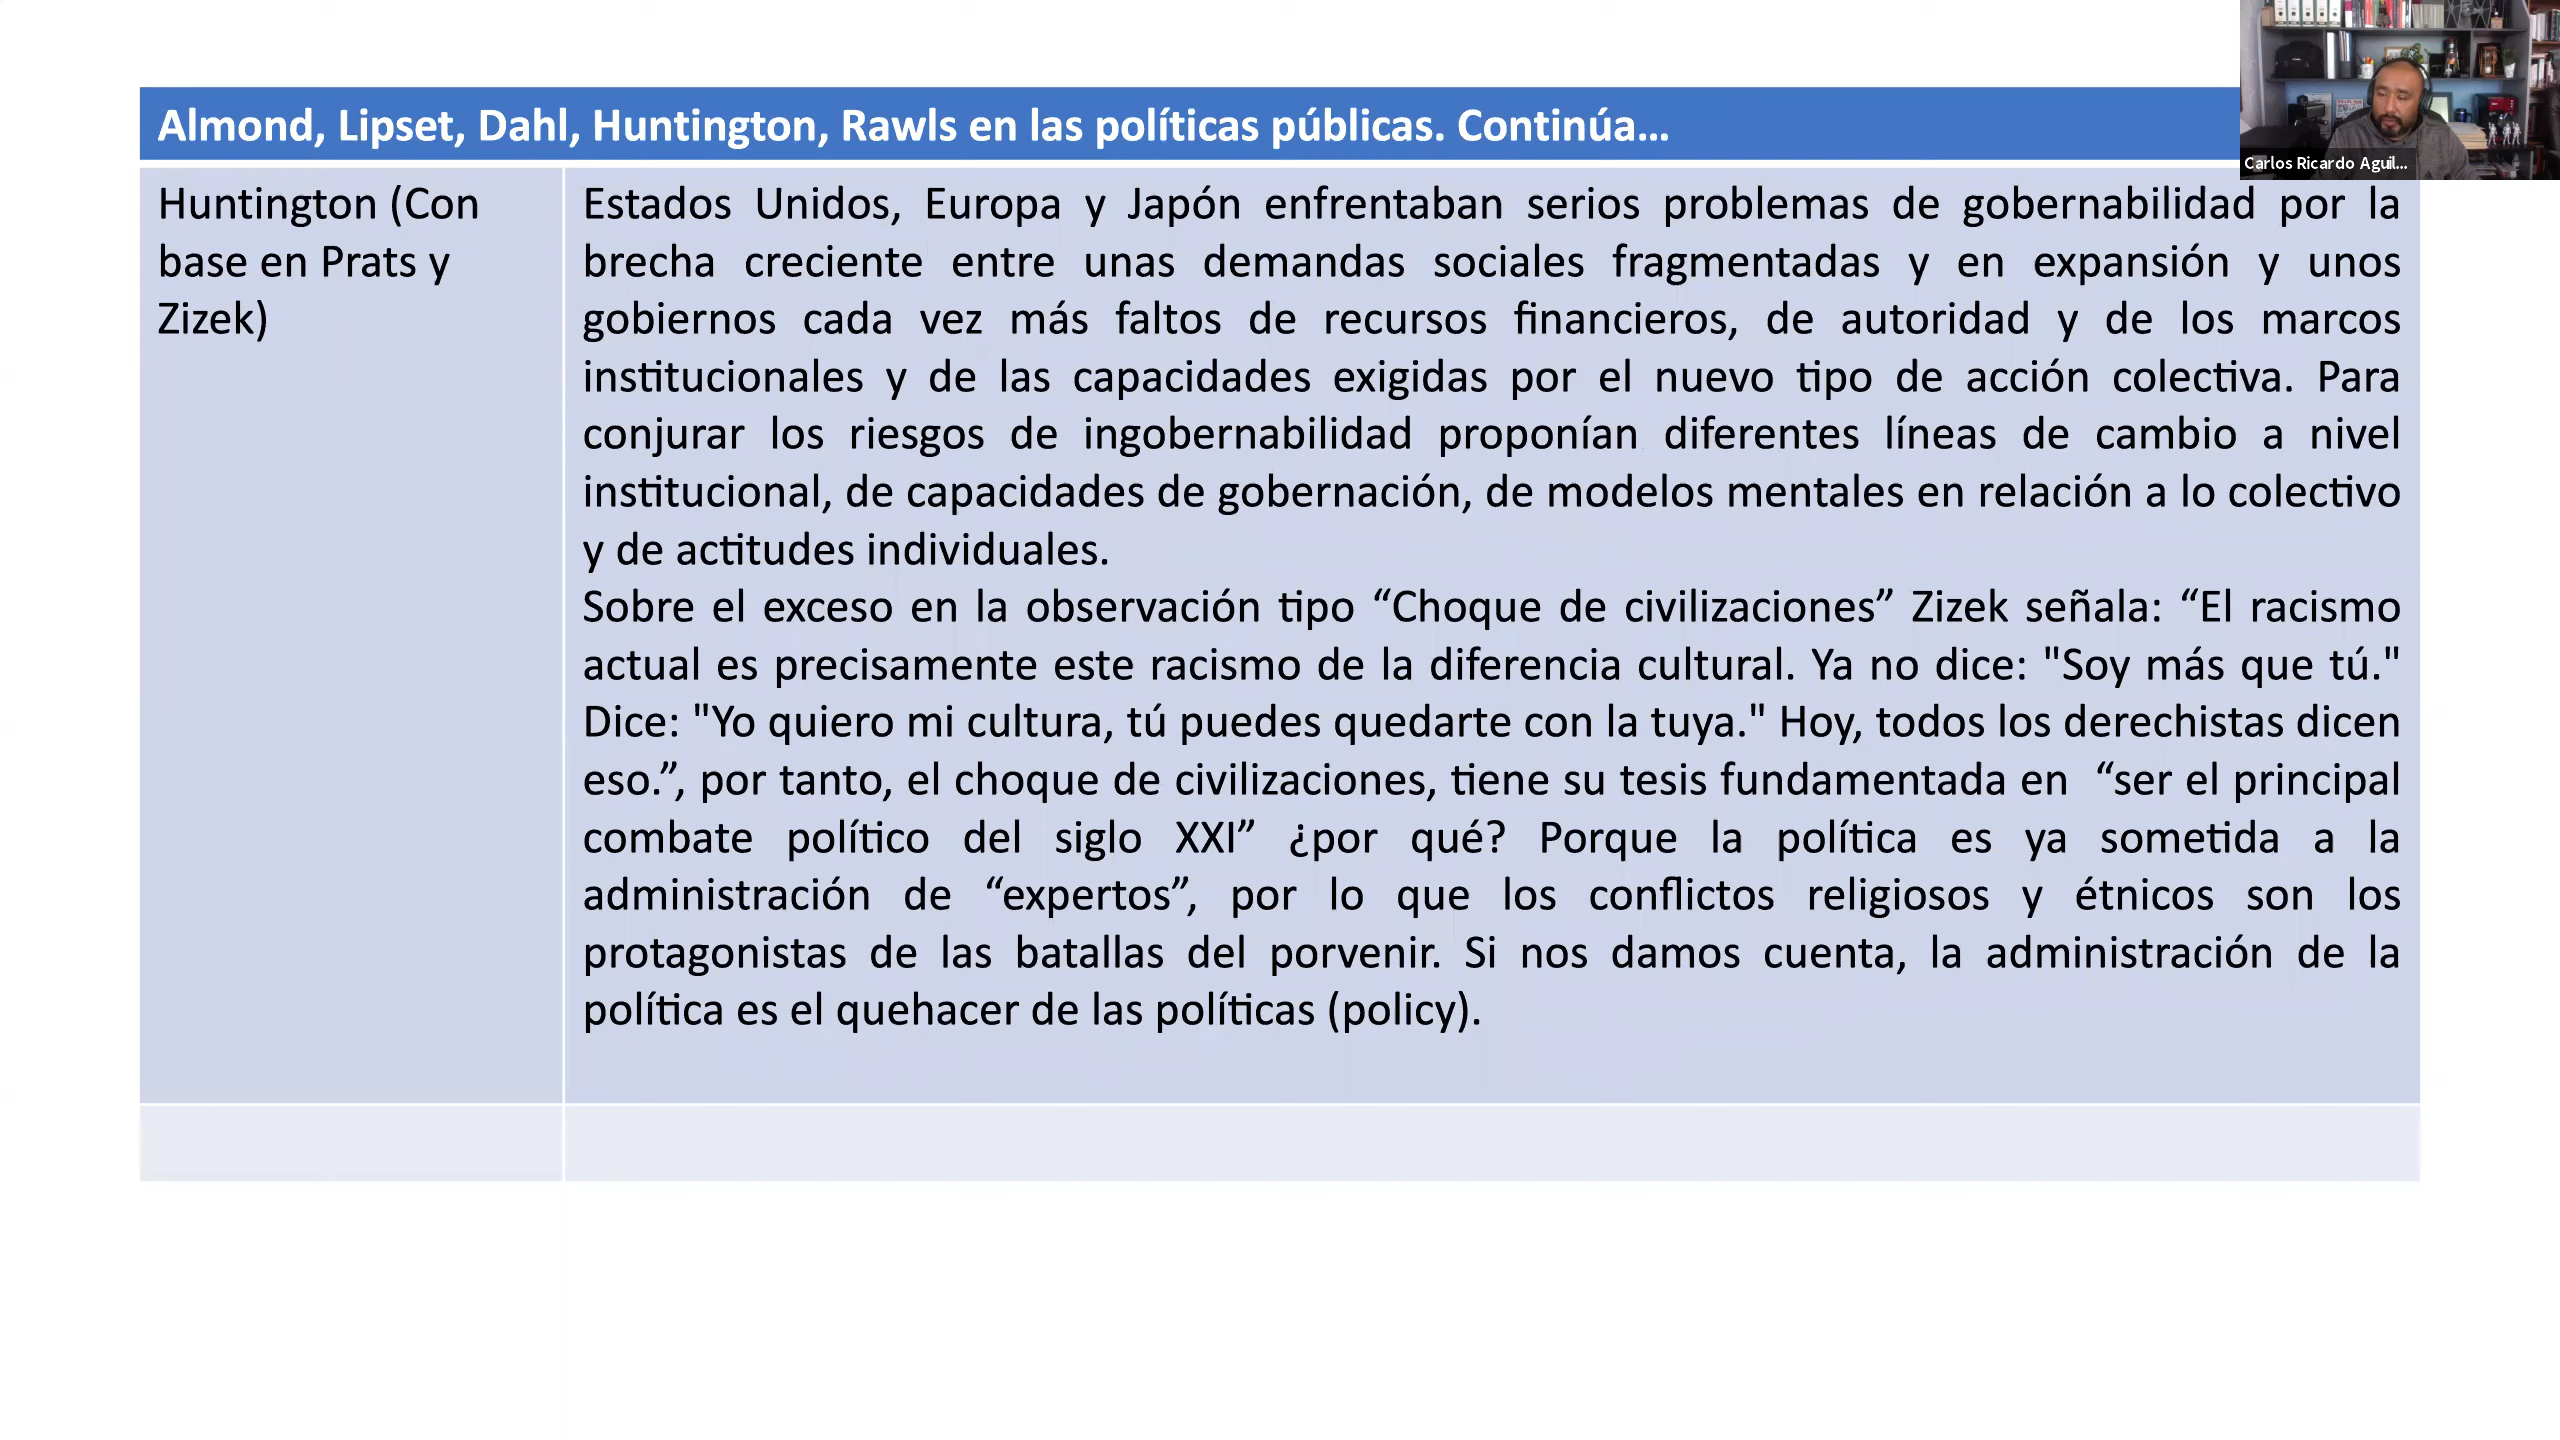 Almond, Lipset, Dahl, Huntington, Rawls en las políticas públicas. Continúa...
Carlos Ricardo Aguil...
Huntington (Con
base en Prats y
Zizek)
Estados Unidos, Europa y Japón enfrentaban serios problemas de gobernabilidad por la
brecha creciente entre unas demandas sociales fragmentadas y en expansión y unos
gobiernos cada vez más faltos de recursos financieros, de autoridad y de los marcos
institucionales y de las capacidades exigidas por el nuevo tipo de acción colectiva. Para
conjurar los riesgos de ingobernabilidad proponían diferentes líneas de cambio a nivel
institucional, de capacidades de gobernación, de modelos mentales en relación a lo colectivo
y de actitudes individuales.
Sobre el exceso en la observación tipo “Choque de civilizaciones” Zizek señala: “El racismo
actual es precisamente este racismo de la diferencia cultural. Ya no dice: "Soy más que tú."
Dice: "Yo quiero mi cultura, tú puedes quedarte con la tuya." Hoy, todos los derechistas dicen
eso.”, por tanto, el choque de civilizaciones, tiene su tesis fundamentada en “ser el principal
combate político del siglo XXI” ¿por qué? Porque la política es ya sometida a la
administración de “expertos”, por lo que los conflictos religiosos y étnicos son los
protagonistas de las batallas del porvenir. Si nos damos cuenta, la administración de la
política es el quehacer de las políticas (policy).